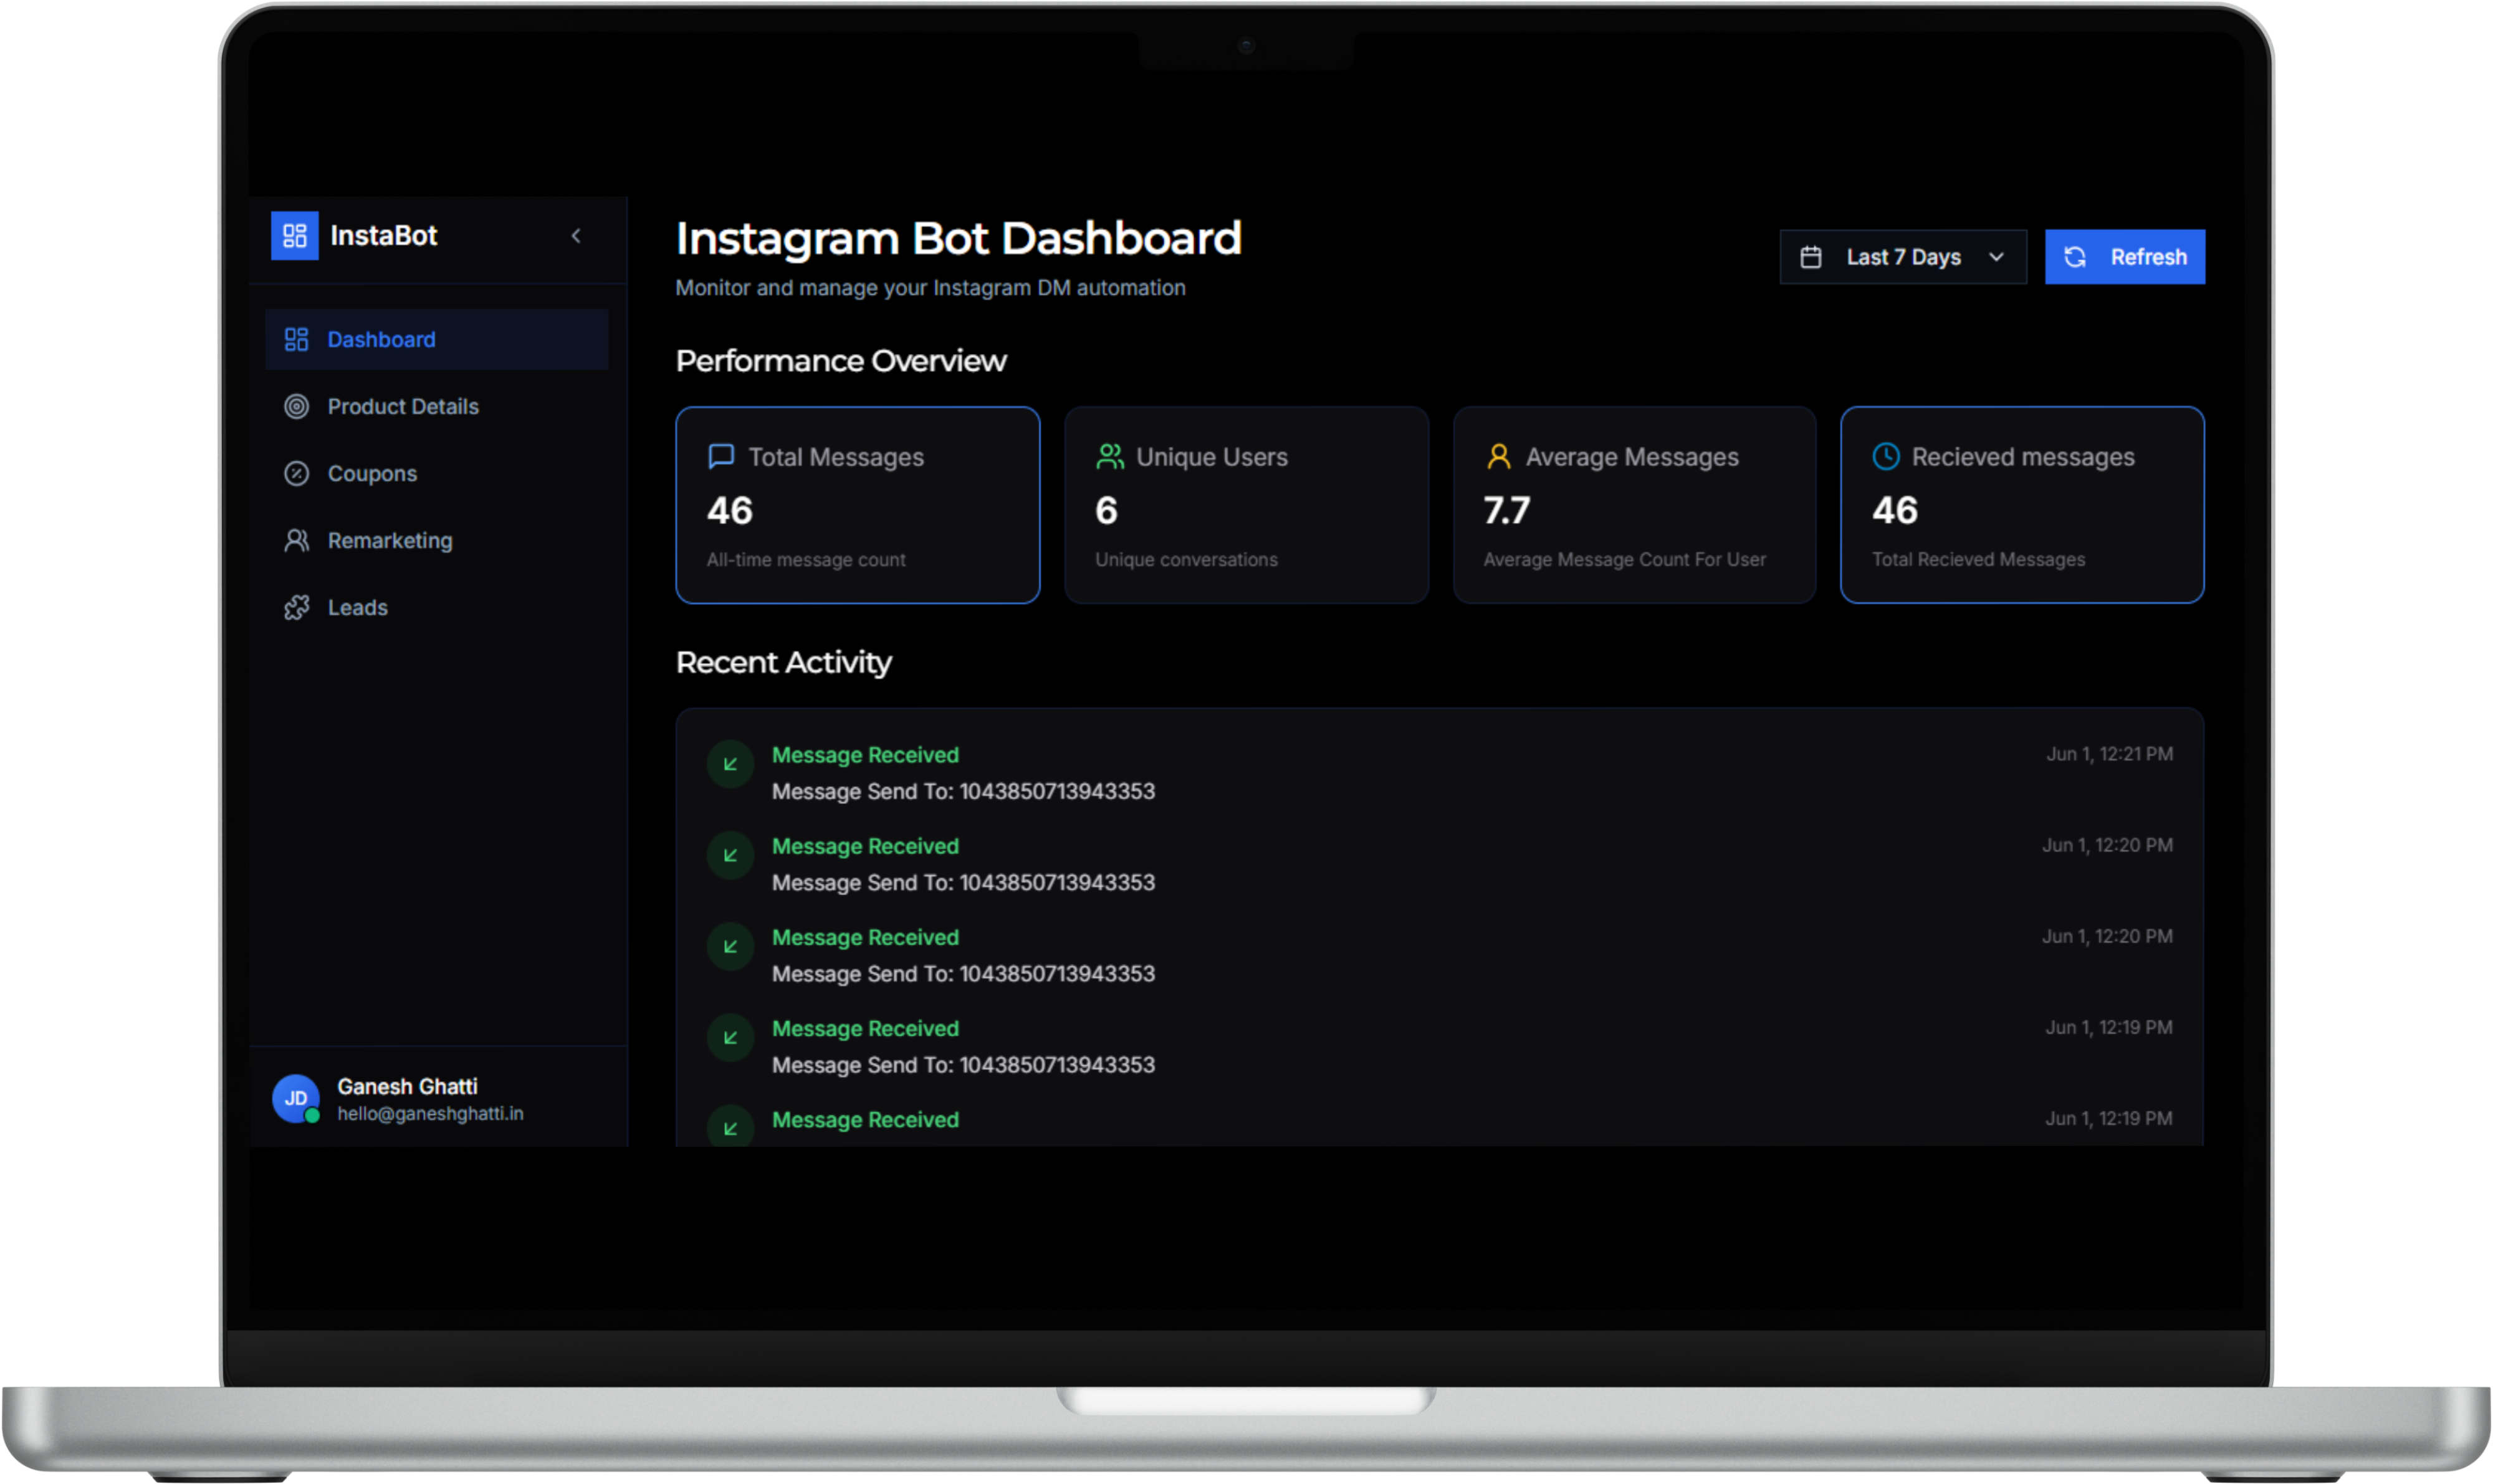 InstaBot
Dashboard
Product Details
Coupons
Remarketing
Leads
JD
Ganesh Ghatti
hello@ganeshghatti.in
Instagram Bot Dashboard
Monitor and manage your Instagram DM automation
Last 7 Days
Refresh
Performance Overview
Total Messages
46
All-time message count
Unique Users
6
Unique conversations
Average Messages
7.7
Average Message Count For User
Recieved messages
46
Total Recieved Messages
Recent Activity
Message Received
Jun 1, 12:21 PM
Message Send To: 1043850713943353
Message Received
Jun 1, 12:20 PM
Message Send To: 1043850713943353
Message Received
Jun 1, 12:20 PM
Message Send To: 1043850713943353
Message Received
Jun 1, 12:19 PM
Message Send To: 1043850713943353
Message Received
Jun 1, 12:19 PM